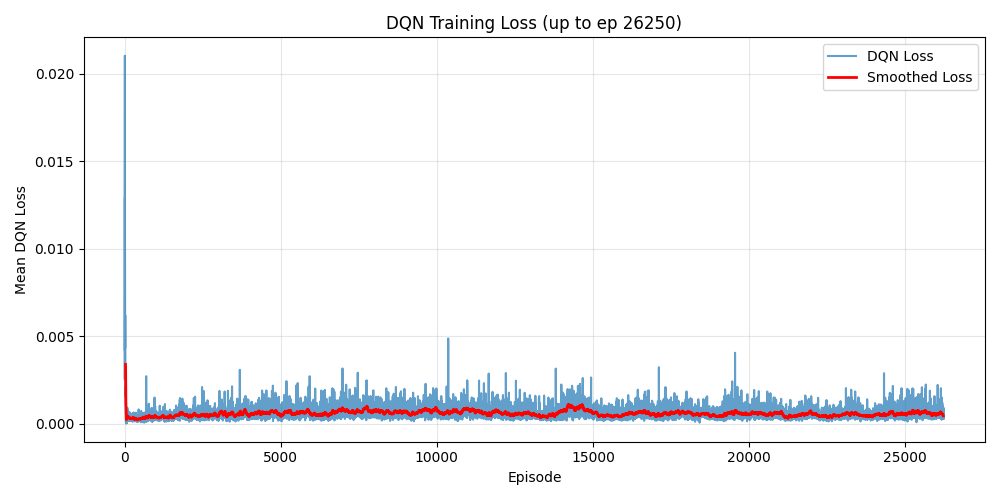 DQN Training Loss (up to ep 26250)
DQN Loss
Smoothed Loss
Mean DQN Loss
0.020
0.015
0.010
0.005
0.000
0
5000
10000
15000
20000
25000
Episode